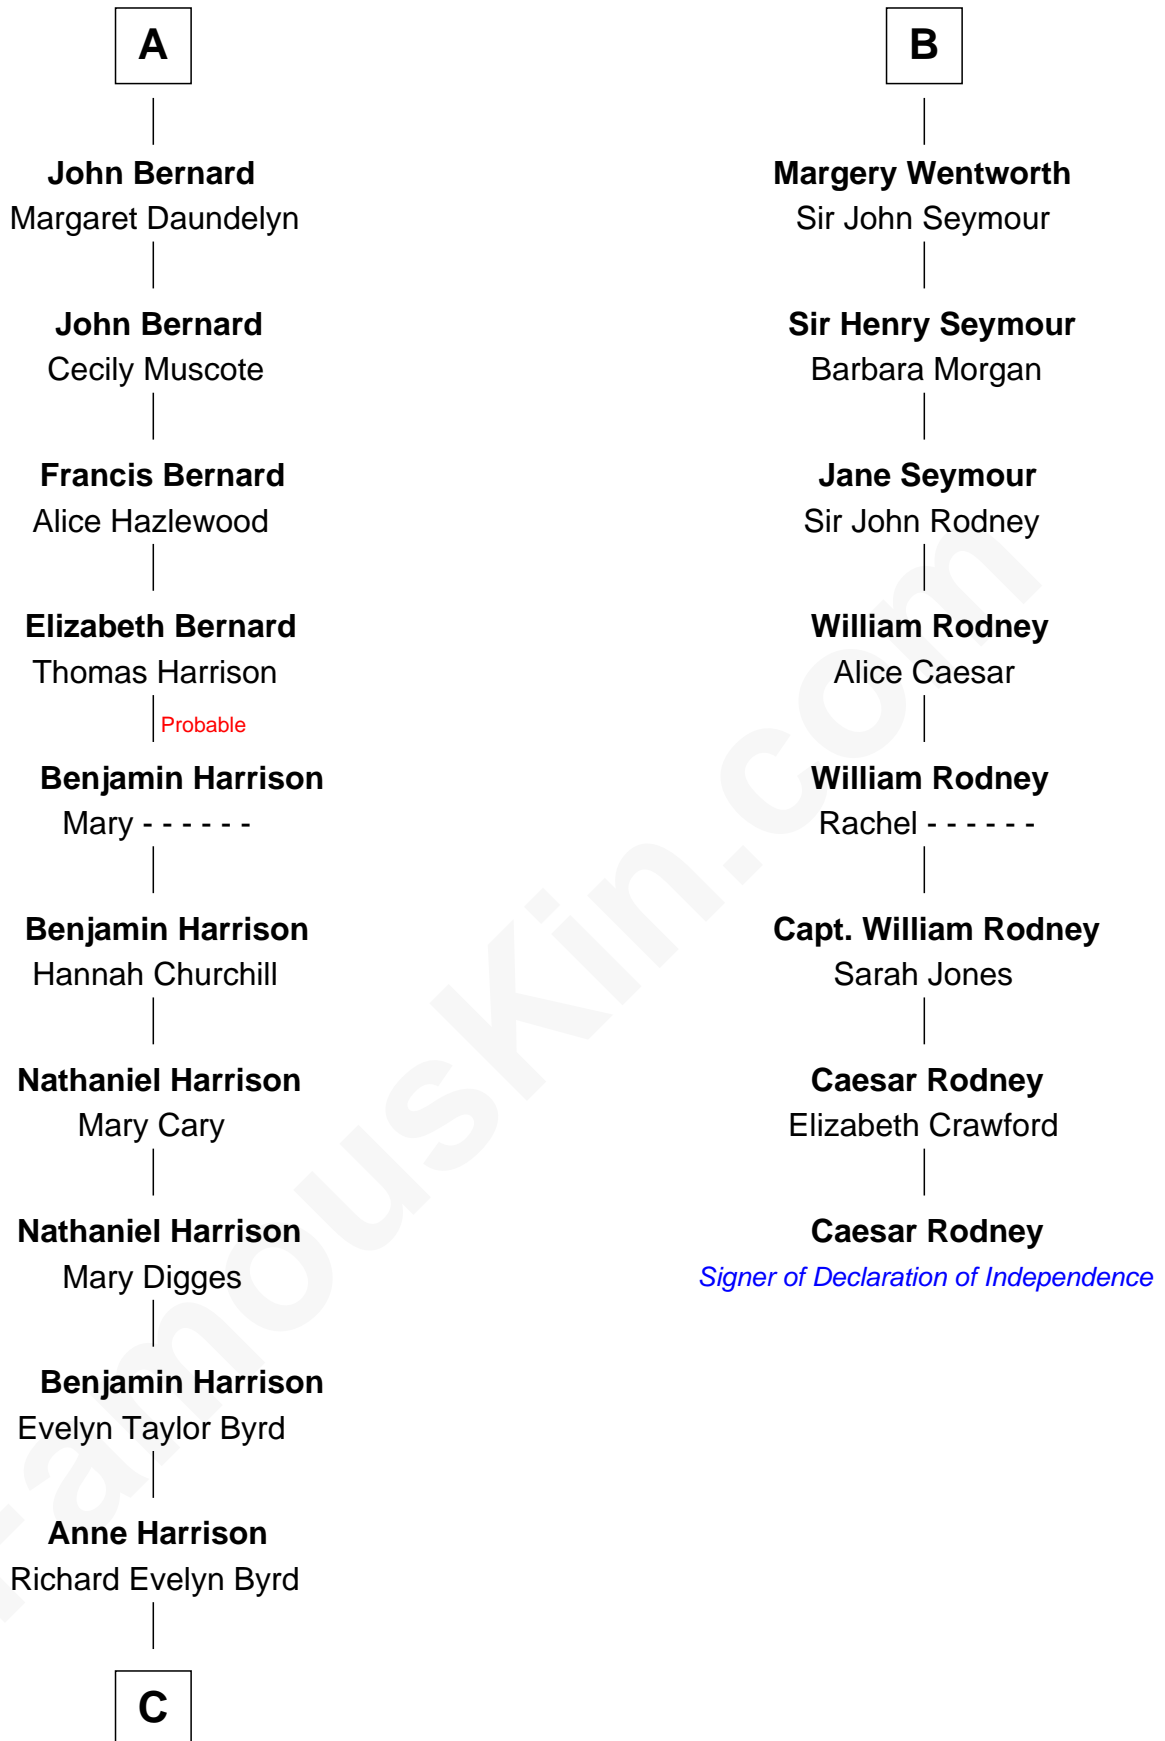 A
John Bernard
Margaret Daundelyn
John Bernard
Cecily Muscote
Francis Bernard
Alice Hazlewood
Elizabeth Bernard
Thomas Harrison
Probable
Benjamin Harrison
Mary - - - - - -
Benjamin Harrison
Hannah Churchill
Nathaniel Harrison
Mary Cary
Nathaniel Harrison
Mary Digges
Benjamin Harrison
Evelyn Taylor Byrd
Anne Harrison
Richard Evelyn Byrd
C
B
Margery Wentworth
Sir John Seymour
Sir Henry Seymour
Barbara Morgan
Jane Seymour
Sir John Rodney
William Rodney
Alice Caesar
William Rodney
Rachel - - - - - -
Capt. William Rodney
Sarah Jones
Caesar Rodney
Elizabeth Crawford
Caesar Rodney
Signer of Declaration of Independence
FamousKin.com